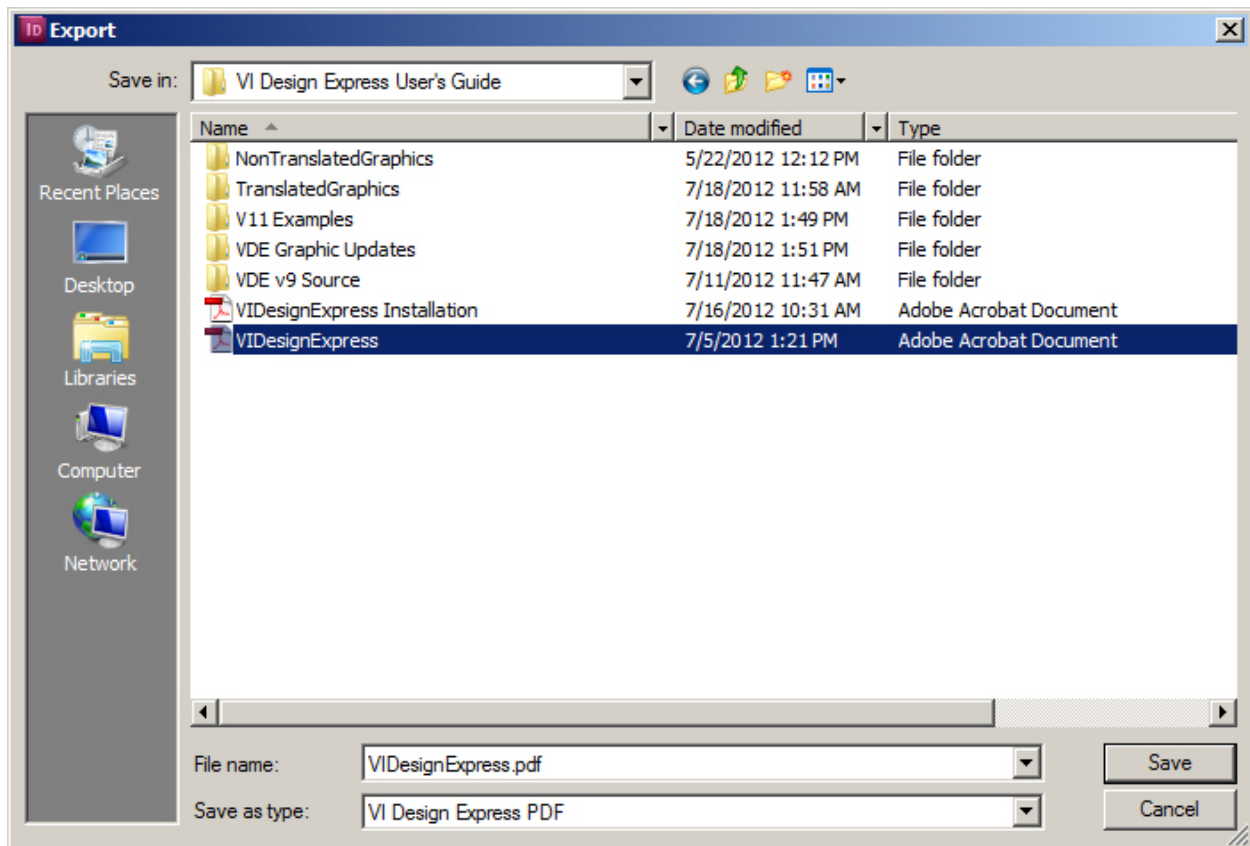 ID Export
Save in: VI Design Express User's Guide
Name Date modified Type
NonTranslatedGraphics 5/22/2012 12:12 PM File folder
TranslatedGraphics 7/18/2012 11:58 AM File folder
V11 Examples 7/18/2012 1:49 PM File folder
VDE Graphic Updates 7/18/2012 1:51 PM File folder
VDE v9 Source 7/11/2012 11:47 AM File folder
VIDesignExpress Installation 7/16/2012 10:31 AM Adobe Acrobat Document
VIDesignExpress 7/5/2012 1:21 PM Adobe Acrobat Document
Recent Places
Desktop
Libraries
Computer
Network
File name: VIDesignExpress.pdf Save
Save as type: VI Design Express PDF Cancel